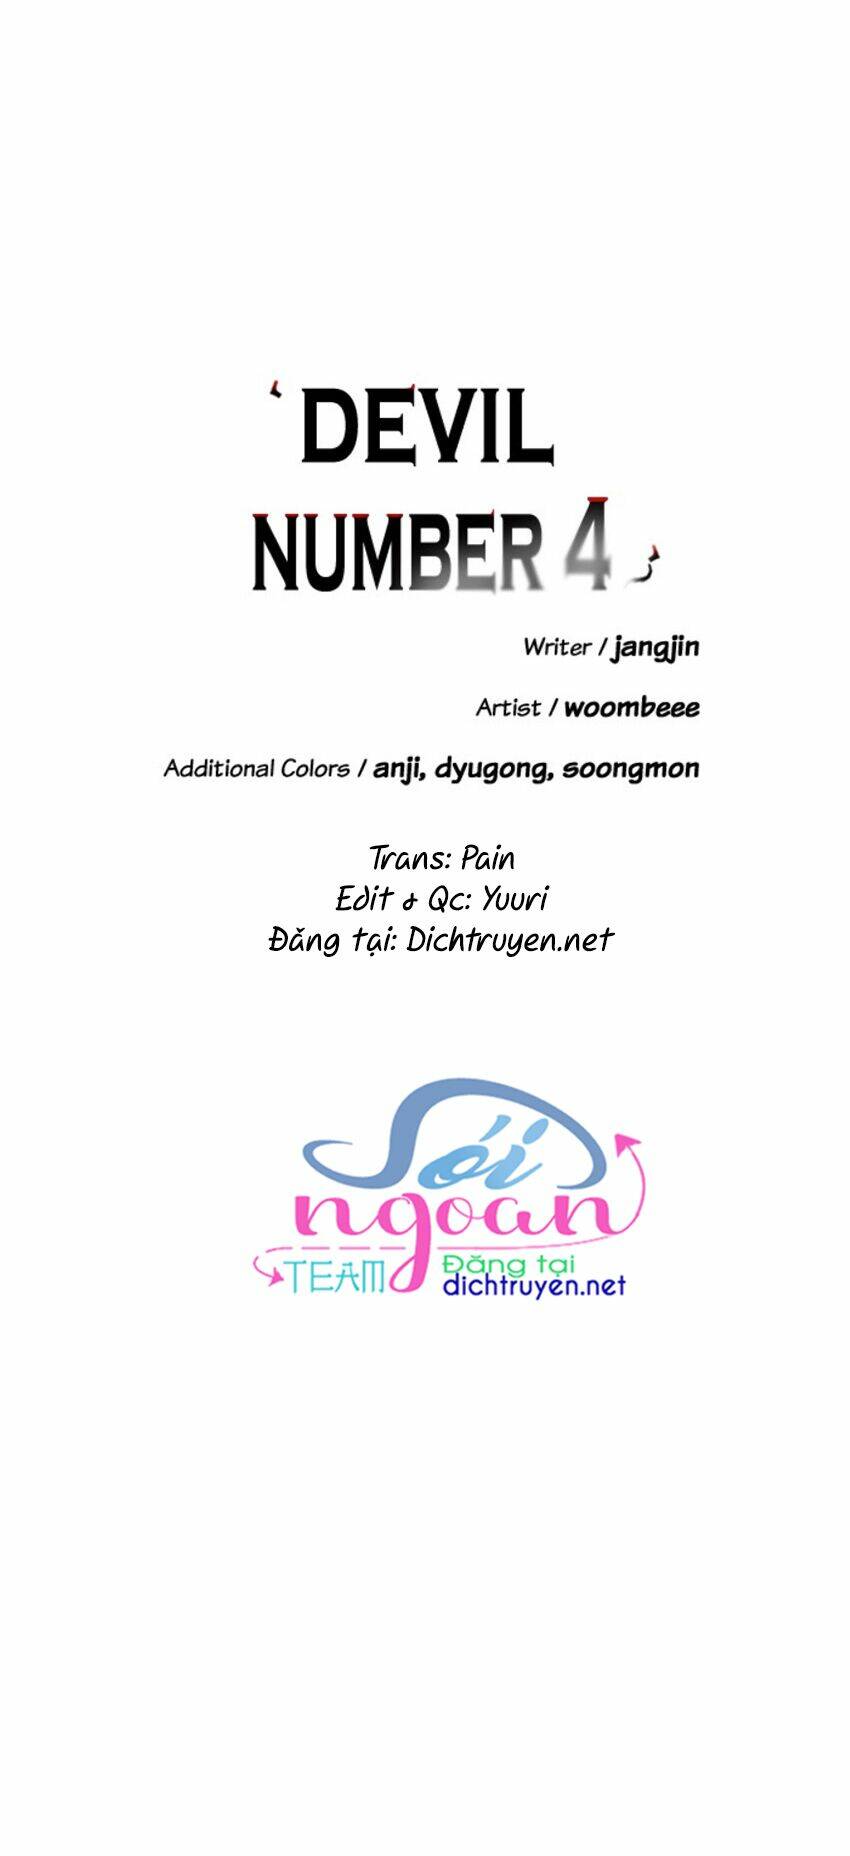 DEVIL
NUMBER 4
Writer / jangjin
Artist / woombeee
Additional Colors / anji, dyugong, soongmon
Trans: Pain
Edit & Qc: Yuuri
Đăng tại: Dichtruyen.net
Sói
ngoan
TEAM
Đăng tại
dichtruyen.net